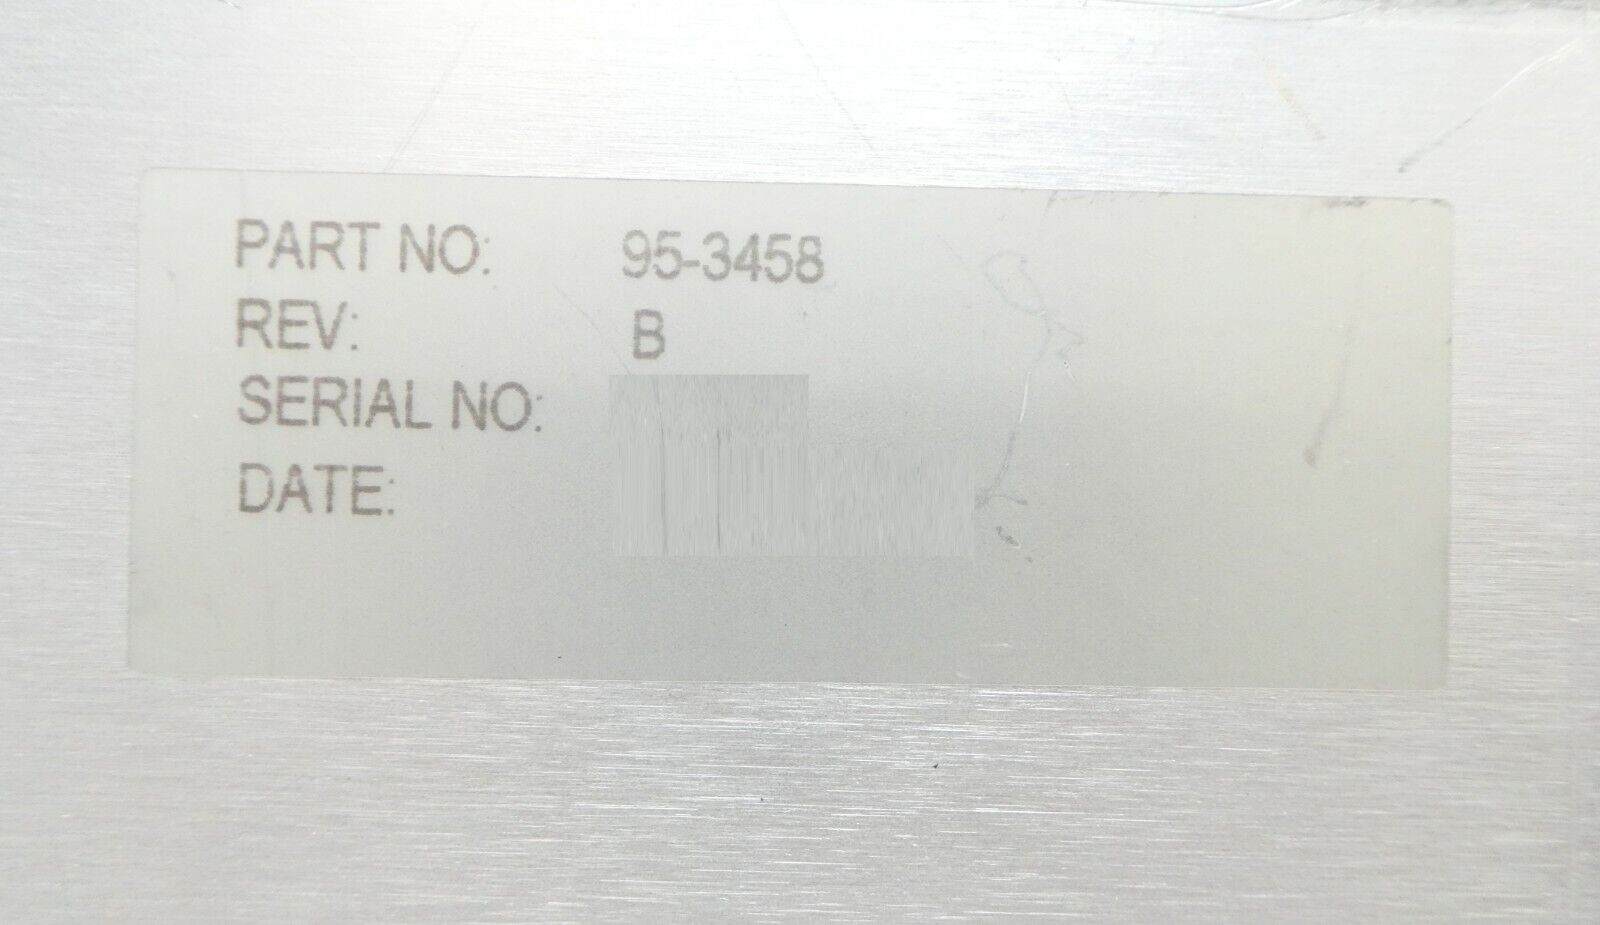 PART NO: 95-3458
REV: B
SERIAL NO:
DATE: